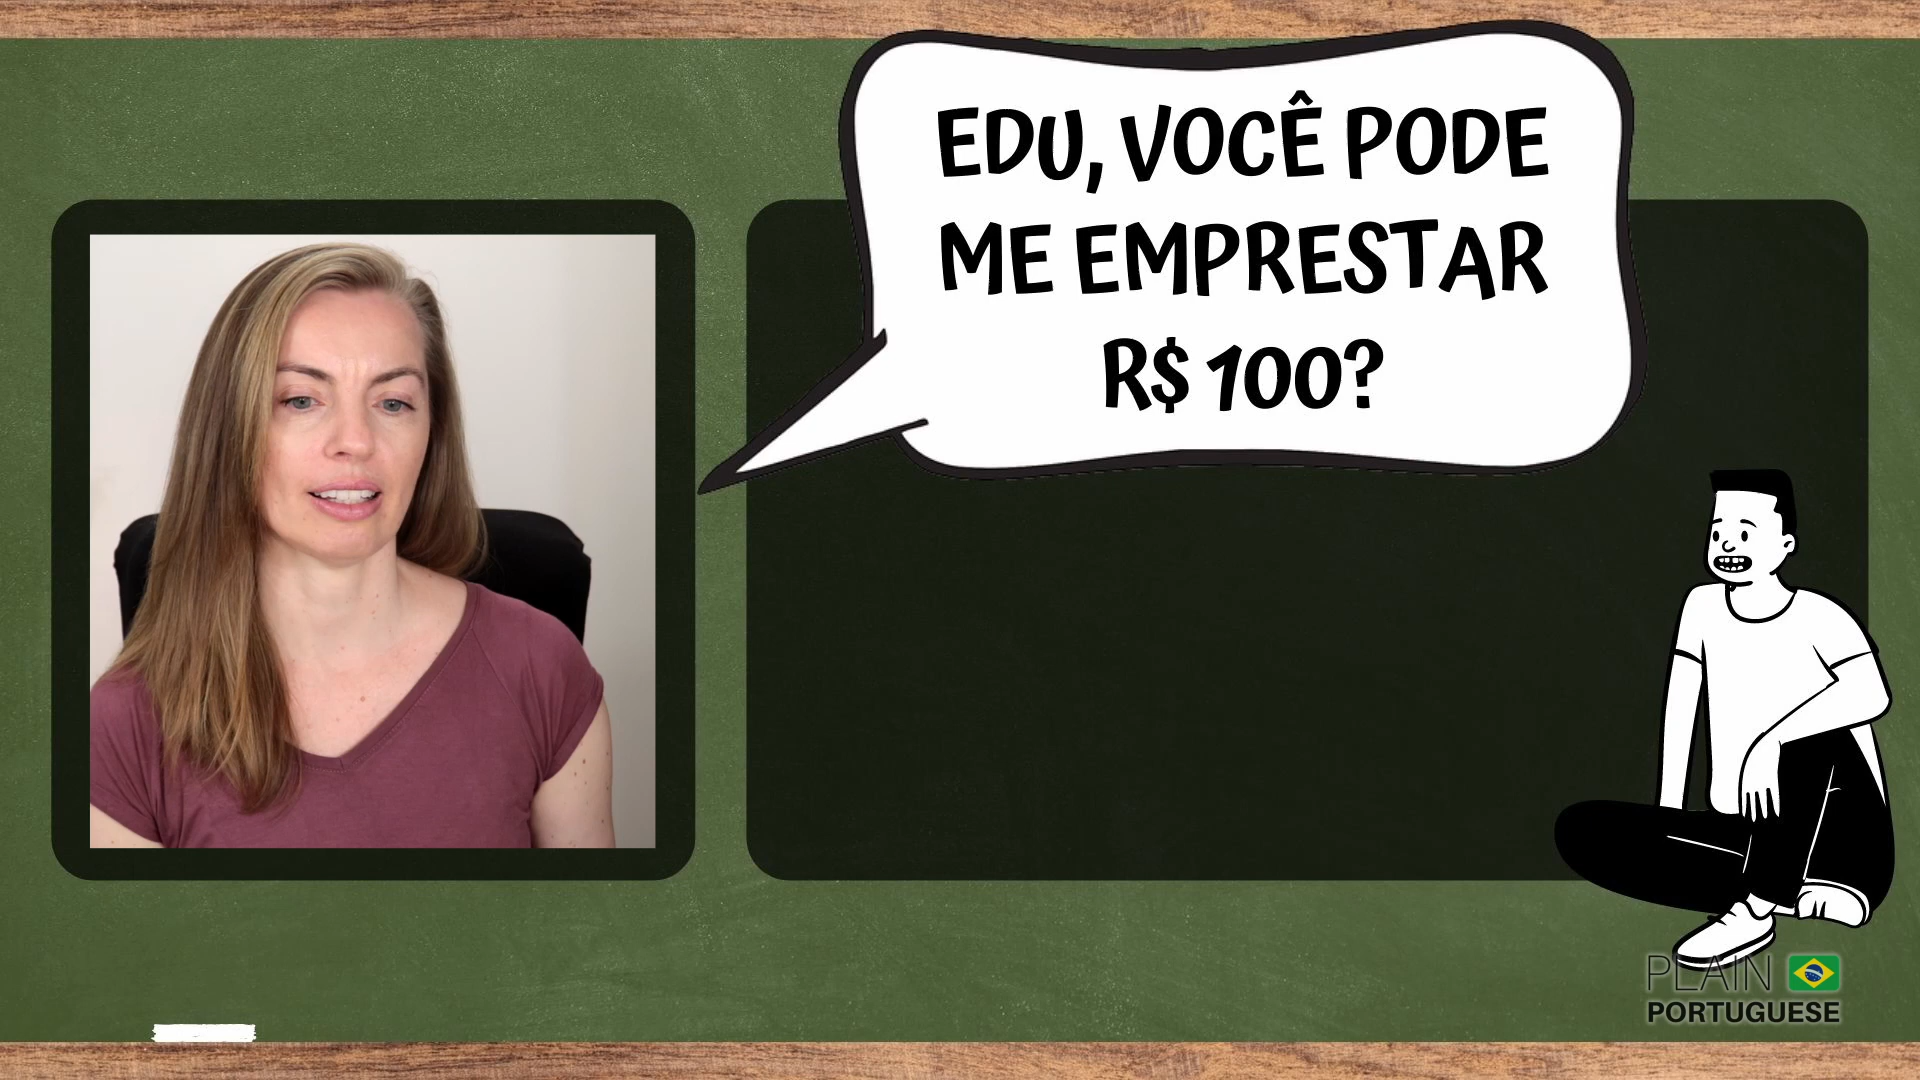 EDU, VOCÊ PODE
ME EMPRESTAR
R$ 100?
PLAIN
PORTUGUESE